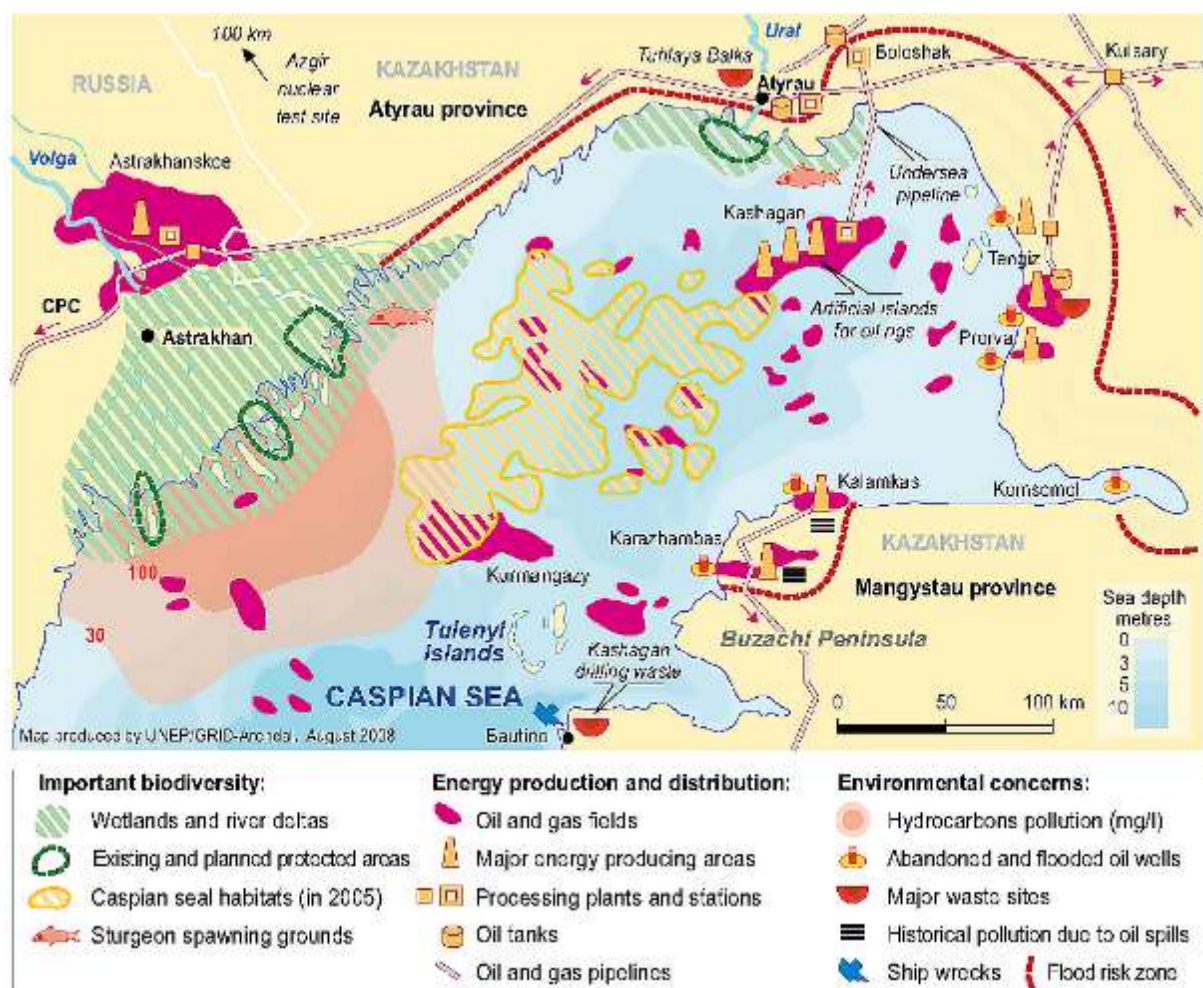 100 km
Azgir
nuclear
test site
RUSSIA
KAZAKHSTAN
Atyrau province
Tuhlaya Balka
Ural
Atyrau
Boloshak
Kulsary
Volga
Astrakhanskoe
Undersea
pipeline
Kashagan
Tengiz
CPC
Astrakhan
Artificial islands
for oil rigs
Prorva
Kalamkas
Komsomol
Karazhambas
KAZAKHSTAN
Kurmangazy
Mangystau province
100
30
Tulenyi
islands
Kashagan
drilling waste
Buzachi Peninsula
Sea depth
metres
0
3
5
10
CASPIAN SEA
0 50 100 km
Bautino
Map produced by UNEP/GRID-Arendal, August 2008
Important biodiversity:
Wetlands and river deltas
Existing and planned protected areas
Caspian seal habitats (in 2005)
Sturgeon spawning grounds
Energy production and distribution:
Oil and gas fields
Major energy producing areas
Processing plants and stations
Oil tanks
Oil and gas pipelines
Environmental concerns:
Hydrocarbons pollution (mg/l)
Abandoned and flooded oil wells
Major waste sites
Historical pollution due to oil spills
Ship wrecks
Flood risk zone